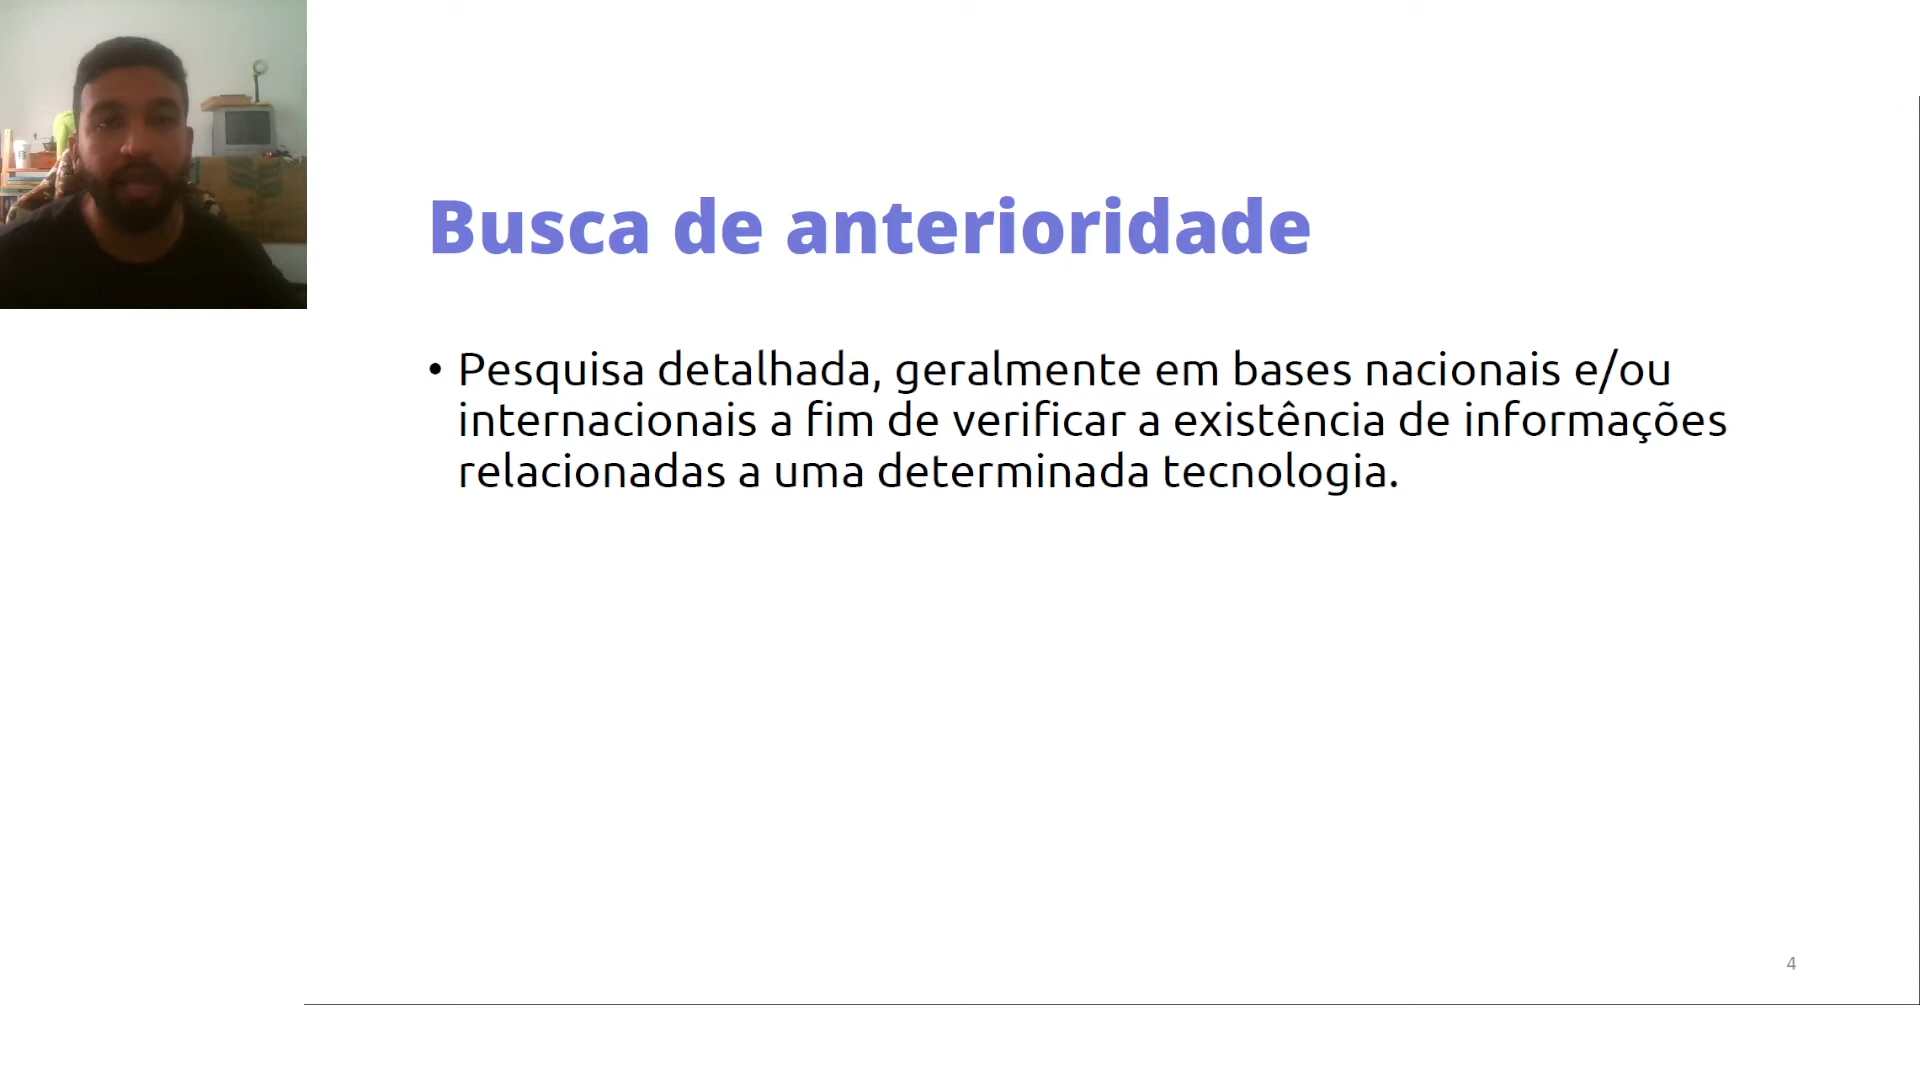 Busca de anterioridade
• Pesquisa detalhada, geralmente em bases nacionais e/ou
internacionais a fim de verificar a existência de informações
relacionadas a uma determinada tecnologia.
4